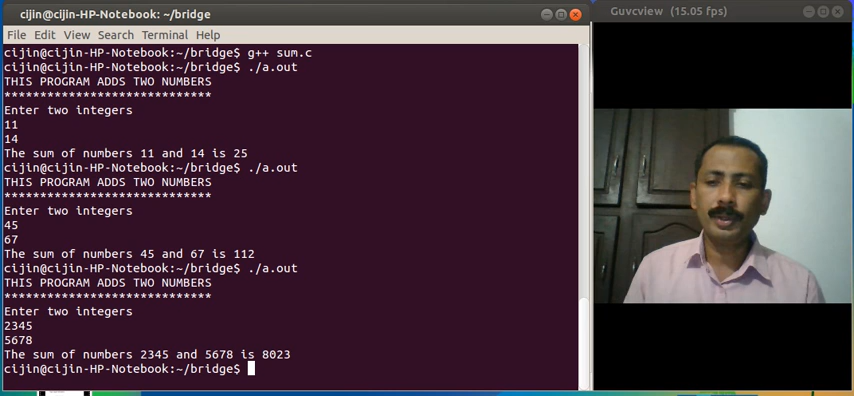 cijin@cijin-HP-Notebook: ~/bridge
File Edit View Search Terminal Help
cijin@cijin-HP-Notebook:~/bridge$ g++ sum.c
cijin@cijin-HP-Notebook:~/bridge$ ./a.out
THIS PROGRAM ADDS TWO NUMBERS
*****************************
Enter two integers
11
14
The sum of numbers 11 and 14 is 25
cijin@cijin-HP-Notebook:~/bridge$ ./a.out
THIS PROGRAM ADDS TWO NUMBERS
*****************************
Enter two integers
45
67
The sum of numbers 45 and 67 is 112
cijin@cijin-HP-Notebook:~/bridge$ ./a.out
THIS PROGRAM ADDS TWO NUMBERS
*****************************
Enter two integers
2345
5678
The sum of numbers 2345 and 5678 is 8023
cijin@cijin-HP-Notebook:~/bridge$
Guvcview (15.05 fps)